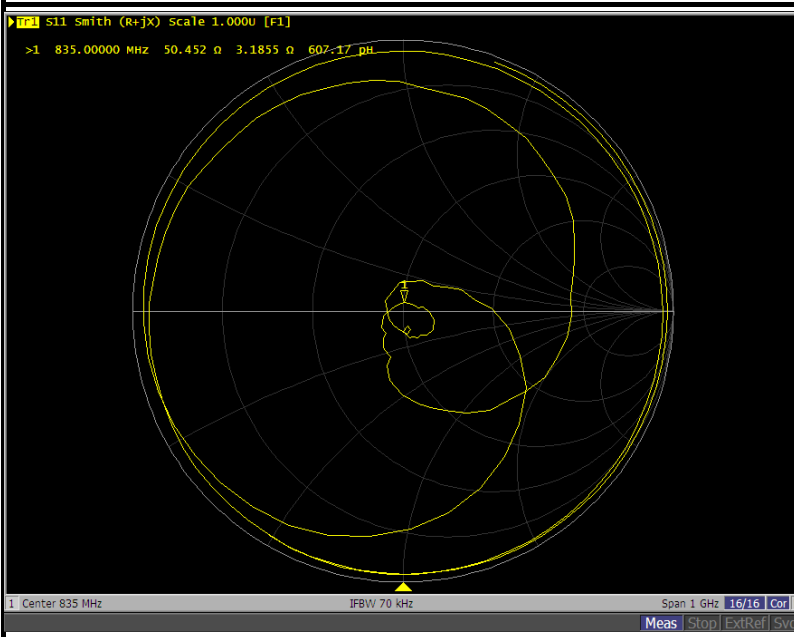 Tr1 S11 Smith (R+jX) Scale 1.000U [F1]
>1 835.00000 MHz 50.452 Ω 3.1855 Ω 607.17 pH
1
1 Center 835 MHz IFBW 70 kHz Span 1 GHz 16/16 Cor
Meas Stop ExtRef Svc